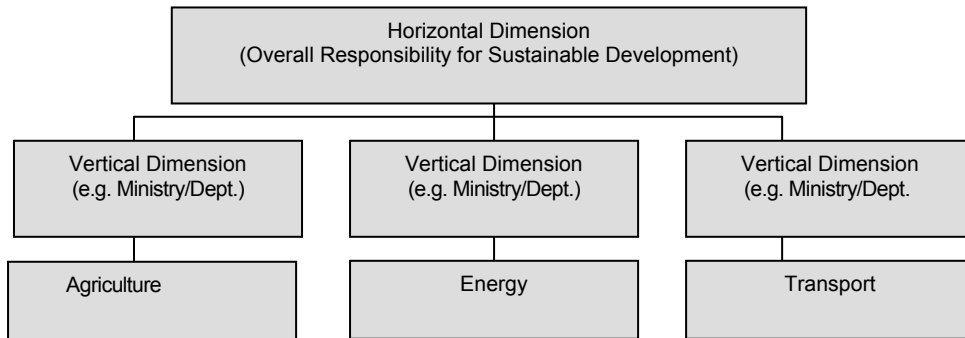 Horizontal Dimension
(Overall Responsibility for Sustainable Development)
Vertical Dimension
(e.g. Ministry/Dept.)
Vertical Dimension
(e.g. Ministry/Dept.)
Vertical Dimension
(e.g. Ministry/Dept.
Agriculture
Energy
Transport